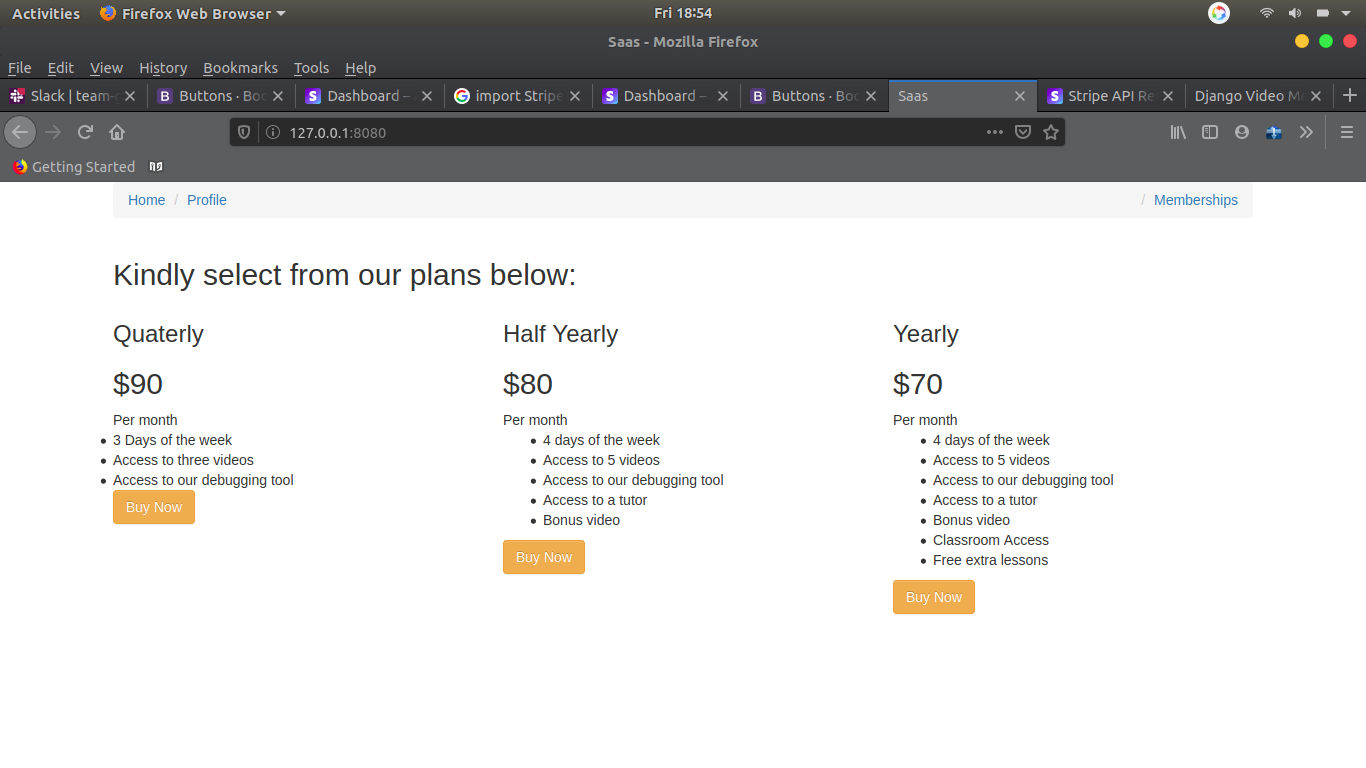 Activities Firefox Web Browser Fri 18:54
Saas - Mozilla Firefox
File Edit View History Bookmarks Tools Help
Slack | team- Buttons · Boo Dashboard – Dashboard import Stripe Dashboard – Buttons · Boo Saas Stripe API Re Django Video M
127.0.0.1:8080
Getting Started
Home / Profile / Memberships
Kindly select from our plans below:
Quaterly
$90
Per month
3 Days of the week
Access to three videos
Access to our debugging tool
Buy Now
Half Yearly
$80
Per month
4 days of the week
Access to 5 videos
Access to our debugging tool
Access to a tutor
Bonus video
Buy Now
Yearly
$70
Per month
4 days of the week
Access to 5 videos
Access to our debugging tool
Access to a tutor
Bonus video
Classroom Access
Free extra lessons
Buy Now